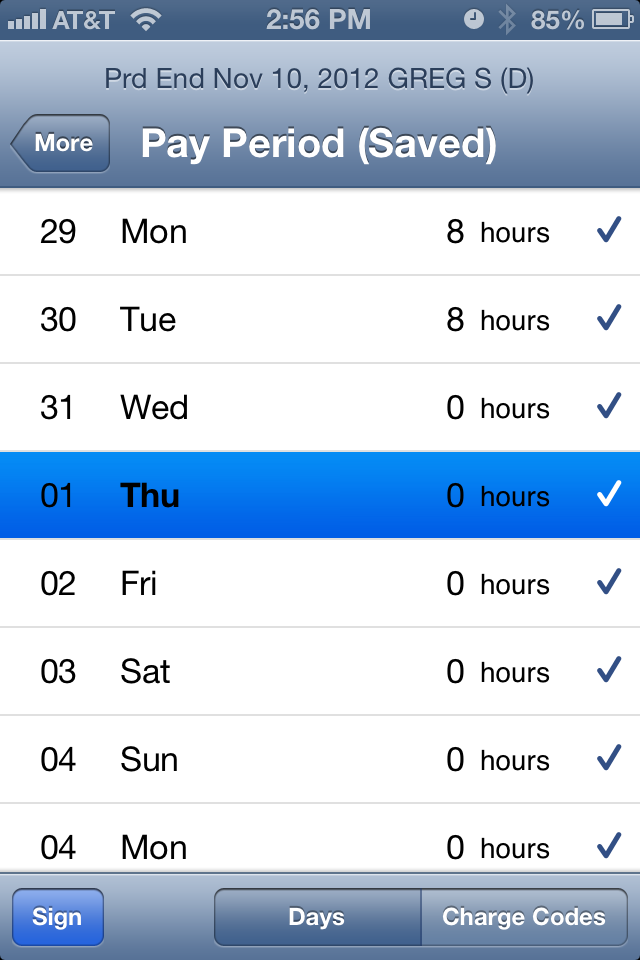 AT&T 2:56 PM 85%
Prd End Nov 10, 2012 GREG S (D)
More Pay Period (Saved)
29 Mon 8 hours
30 Tue 8 hours
31 Wed 0 hours
01 Thu 0 hours
02 Fri 0 hours
03 Sat 0 hours
04 Sun 0 hours
04 Mon 0 hours
Sign Days Charge Codes